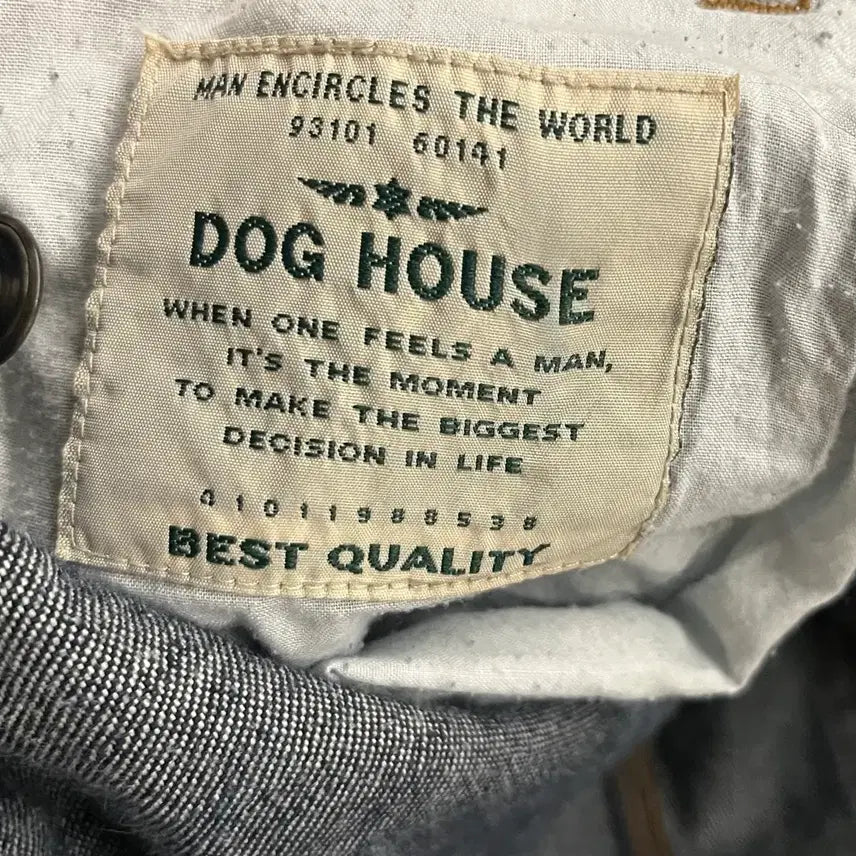 MAN ENCIRCLES THE WORLD
93101 60141
DOG HOUSE
WHEN ONE FEELS A MAN,
IT'S THE MOMENT
TO MAKE THE BIGGEST
DECISION IN LIFE
41011988538
BEST QUALITY